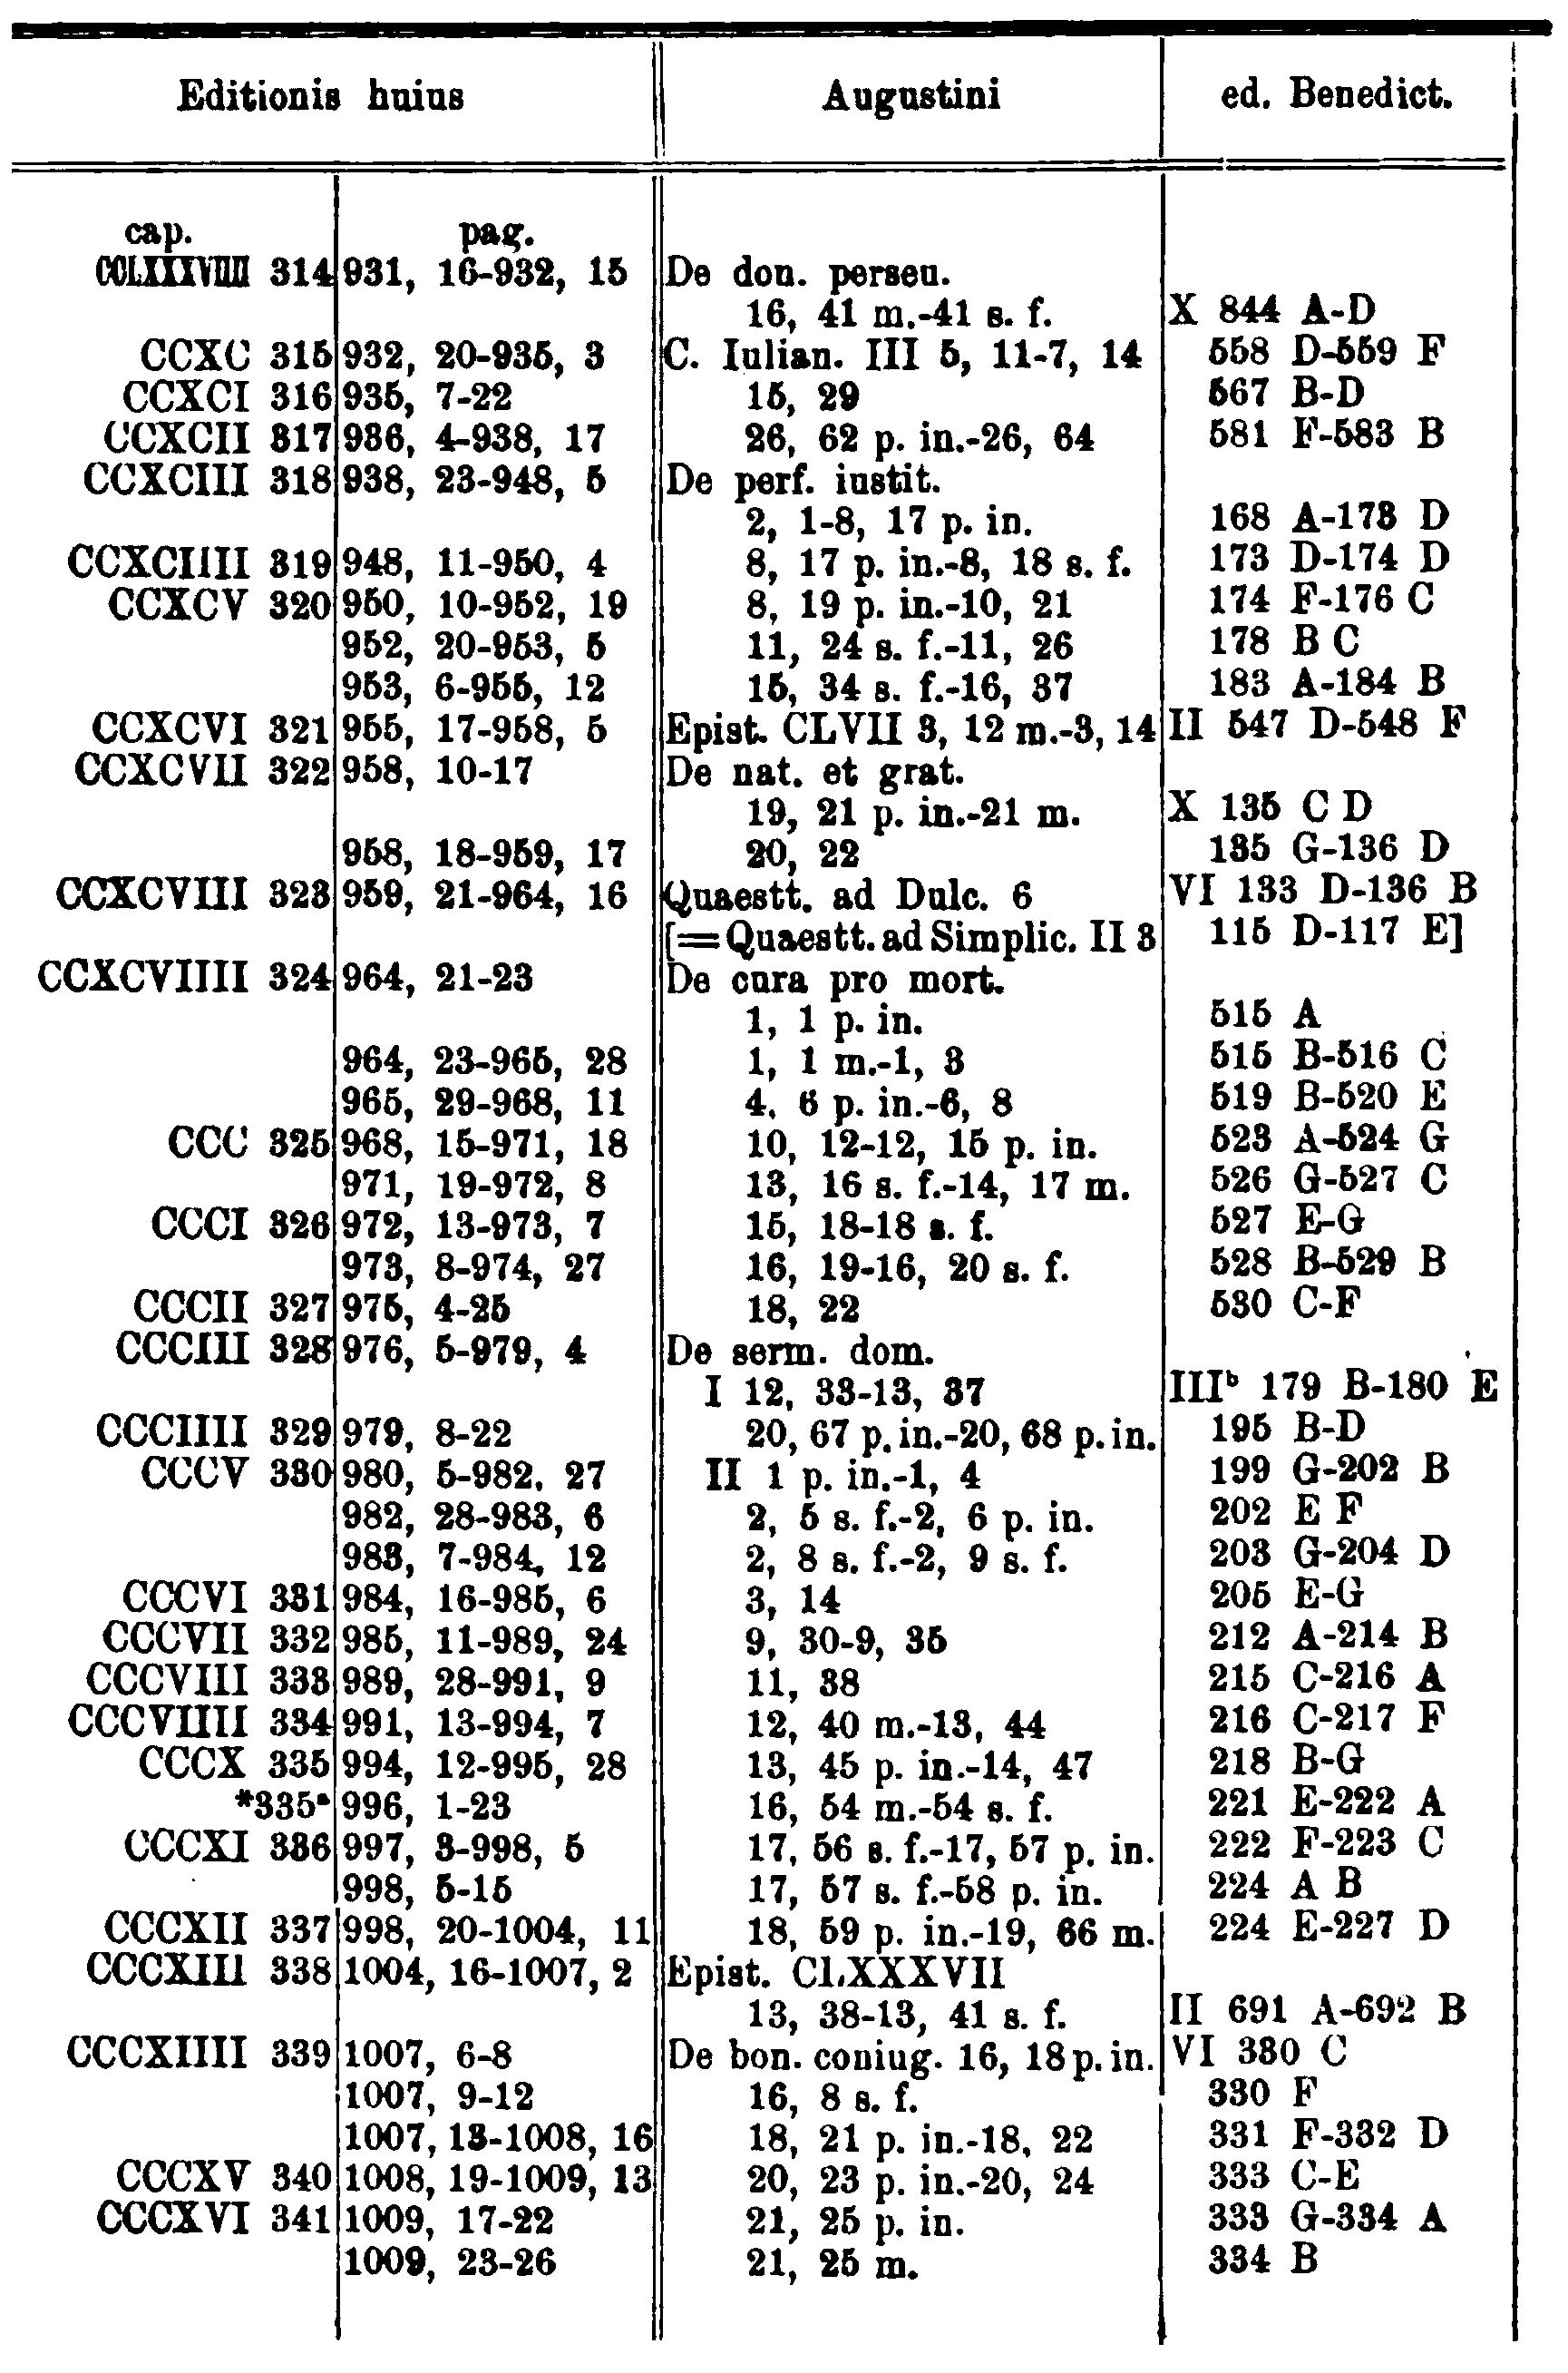 Editionis huius Augustini ed. Benedict.
cap. pag.
CCLXXXVIIII 314 931, 16-932, 15 De don. perseu.
16, 41 m.-41 s. f. X 844 A-D
CCXC 315 932, 20-935, 3 C. Iulian. III 5, 11-7, 14 558 D-559 F
CCXCI 316 935, 7-22 15, 29 567 B-D
CCXCII 317 936, 4-938, 17 26, 62 p. in.-26, 64 581 F-583 B
CCXCIII 318 938, 23-948, 5 De perf. iustit.
2, 1-8, 17 p. in. 168 A-173 D
CCXCIIII 319 948, 11-950, 4 8, 17 p. in.-8, 18 s. f. 173 D-174 D
CCXCV 320 950, 10-952, 19 8, 19 p. in.-10, 21 174 F-176 C
952, 20-953, 5 11, 24 s. f.-11, 26 178 B C
953, 6-955, 12 15, 34 s. f.-16, 37 183 A-184 B
CCXCVI 321 955, 17-958, 5 Epist. CLVII 3, 12 m.-3, 14 II 547 D-548 F
CCXCVII 322 958, 10-17 De nat. et grat.
19, 21 p. in.-21 m. X 135 C D
958, 18-959, 17 20, 22 135 G-136 D
CCXCVIII 323 959, 21-964, 16 Quaestt. ad Dulc. 6 VI 133 D-136 B
[=Quaestt. ad Simplic. II 3 115 D-117 E]
CCXCVIIII 324 964, 21-23 De cura pro mort.
1, 1 p. in. 515 A
964, 23-965, 28 1, 1 m.-1, 3 515 B-516 C
965, 29-968, 11 4, 6 p. in.-6, 8 519 B-520 E
CCC 325 968, 15-971, 18 10, 12-12, 15 p. in. 523 A-524 G
971, 19-972, 8 13, 16 s. f.-14, 17 m. 526 G-527 C
CCCI 326 972, 13-973, 7 15, 18-18 s. f. 527 E-G
973, 8-974, 27 16, 19-16, 20 s. f. 528 B-529 B
CCCII 327 975, 4-25 18, 22 530 C-F
CCCIII 328 976, 5-979, 4 De serm. dom.
I 12, 33-13, 37 IIIᵇ 179 B-180 E
CCCIIII 329 979, 8-22 20, 67 p. in.-20, 68 p. in. 195 B-D
CCCV 330 980, 5-982, 27 II 1 p. in.-1, 4 199 G-202 B
982, 28-983, 6 2, 5 s. f.-2, 6 p. in. 202 E F
983, 7-984, 12 2, 8 s. f.-2, 9 s. f. 203 G-204 D
CCCVI 331 984, 16-985, 6 3, 14 205 E-G
CCCVII 332 985, 11-989, 24 9, 30-9, 35 212 A-214 B
CCCVIII 333 989, 28-991, 9 11, 38 215 C-216 A
CCCVIIII 334 991, 13-994, 7 12, 40 m.-13, 44 216 C-217 F
CCCX 335 994, 12-995, 28 13, 45 p. in.-14, 47 218 B-G
*335ᵃ 996, 1-23 16, 54 m.-54 s. f. 221 E-222 A
CCCXI 336 997, 3-998, 5 17, 56 s. f.-17, 57 p. in. 222 F-223 C
998, 5-15 17, 57 s. f.-58 p. in. 224 A B
CCCXII 337 998, 20-1004, 11 18, 59 p. in.-19, 66 m. 224 E-227 D
CCCXIII 338 1004, 16-1007, 2 Epist. CLXXXVII
13, 38-13, 41 s. f. II 691 A-692 B
CCCXIIII 339 1007, 6-8 De bon. coniug. 16, 18 p. in. VI 330 C
1007, 9-12 16, 8 s. f. 330 F
1007, 13-1008, 16 18, 21 p. in.-18, 22 331 F-332 D
CCCXV 340 1008, 19-1009, 13 20, 23 p. in.-20, 24 333 C-E
CCCXVI 341 1009, 17-22 21, 25 p. in. 333 G-334 A
1009, 23-26 21, 25 m. 334 B